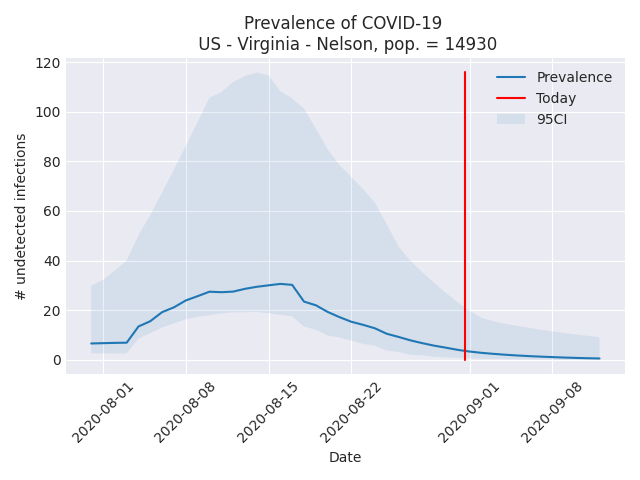 Prevalence of COVID-19
US - Virginia - Nelson, pop. = 14930
Prevalence
Today
95CI
# undetected infections
120
100
80
60
40
20
0
2020-08-01
2020-08-08
2020-08-15
2020-08-22
2020-09-01
2020-09-08
Date